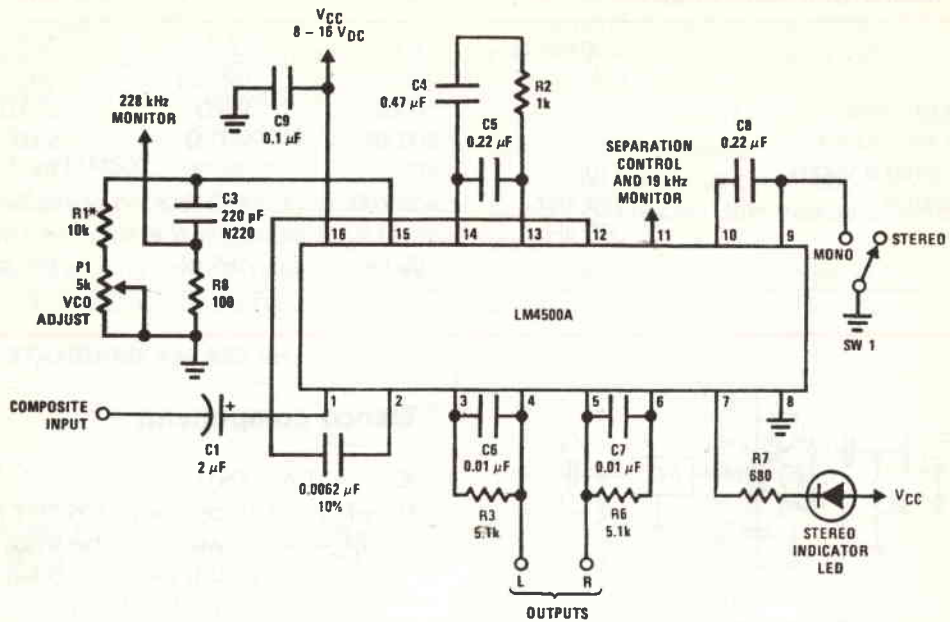 VCC
8 – 16 VDC
C9
0.1 µF
C4
0.47 µF
R2
1k
C5
0.22 µF
SEPARATION
CONTROL
AND 19 kHz
MONITOR
C8
0.22 µF
228 kHz
MONITOR
R1*
10k
C3
220 pF
N220
P1
5k
VCO
ADJUST
R8
100
16
15
14
13
12
11
10
9
MONO
STEREO
SW 1
LM4500A
COMPOSITE
INPUT
+
C1
2 µF
1
2
3
4
5
6
7
8
0.0062 µF
10%
C6
0.01 µF
R3
5.1k
C7
0.01 µF
R6
5.1k
R7
680
VCC
STEREO
INDICATOR
LED
L
R
OUTPUTS